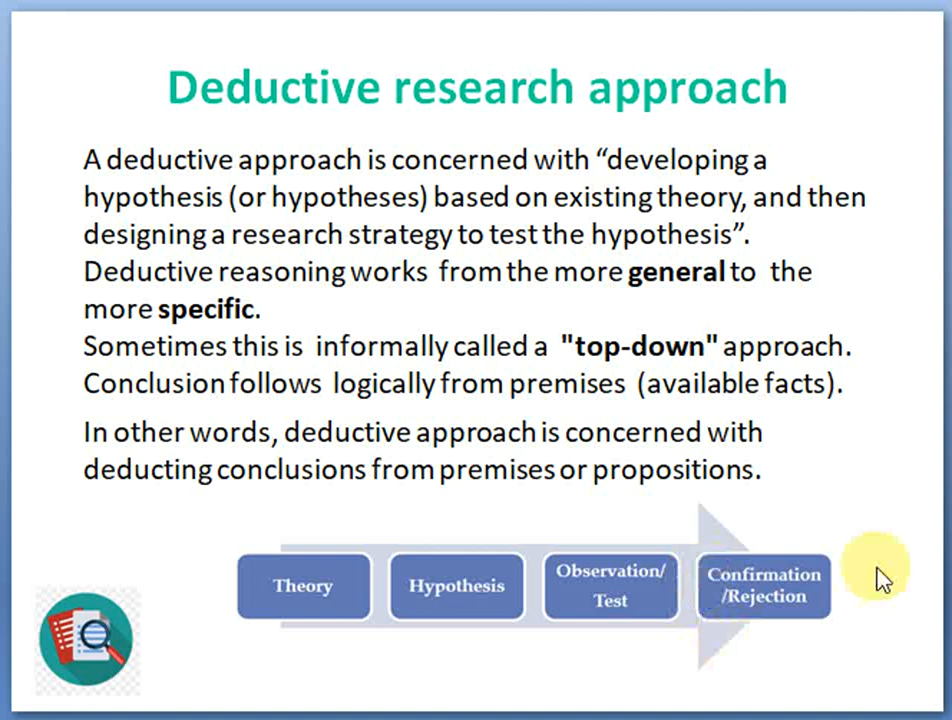 Deductive research approach
A deductive approach is concerned with “developing a
hypothesis (or hypotheses) based on existing theory, and then
designing a research strategy to test the hypothesis”.
Deductive reasoning works from the more general to the
more specific.
Sometimes this is informally called a "top-down" approach.
Conclusion follows logically from premises (available facts).
In other words, deductive approach is concerned with
deducting conclusions from premises or propositions.
Theory
Hypothesis
Observation/
Test
Confirmation
/Rejection